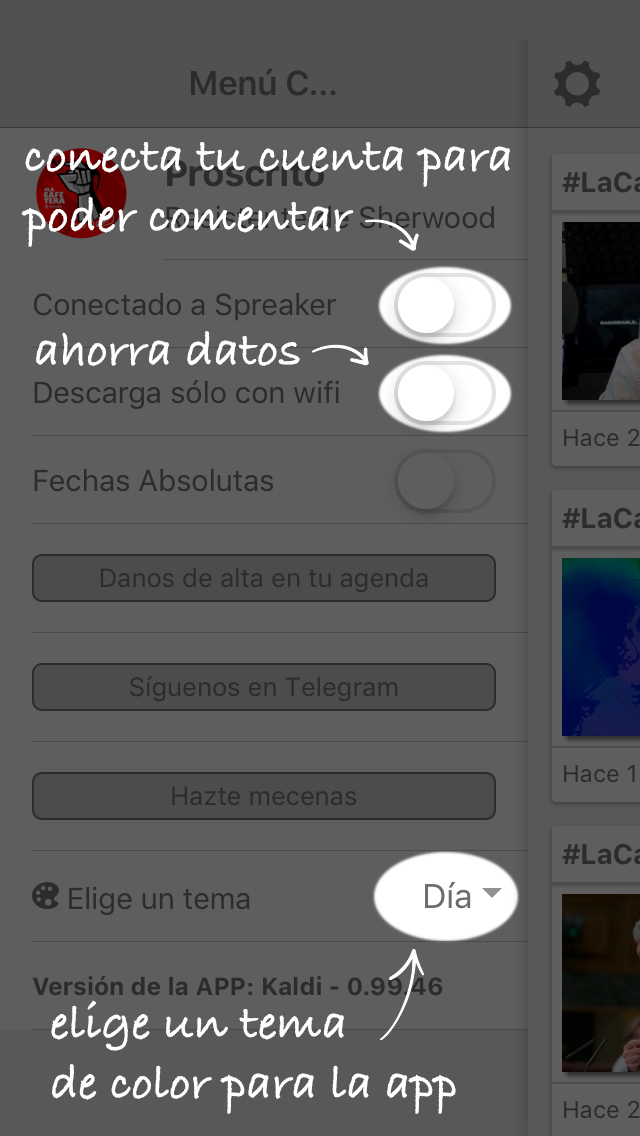 Menú C...
conecta tu cuenta para
Proscrito
poder comentar
Sherwood
LA
CAFE
TERA
Conectado a Spreaker
ahorra datos
Descarga sólo con wifi
Fechas Absolutas
Danos de alta en tu agenda
Síguenos en Telegram
Hazte mecenas
Elige un tema
Día
Versión de la APP: Kaldi - 0.99.46
elige un tema
de color para la app
#LaCa
Hace 2
#LaCa
Hace 1
#LaCa
Hace 2